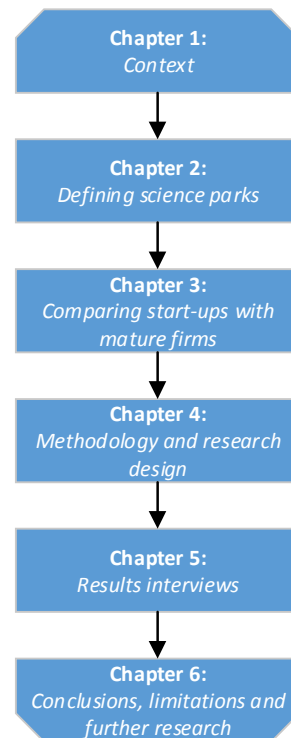 Chapter 1:
Context
Chapter 2:
Defining science parks
Chapter 3:
Comparing start-ups with
mature firms
Chapter 4:
Methodology and research
design
Chapter 5:
Results interviews
Chapter 6:
Conclusions, limitations and
further research